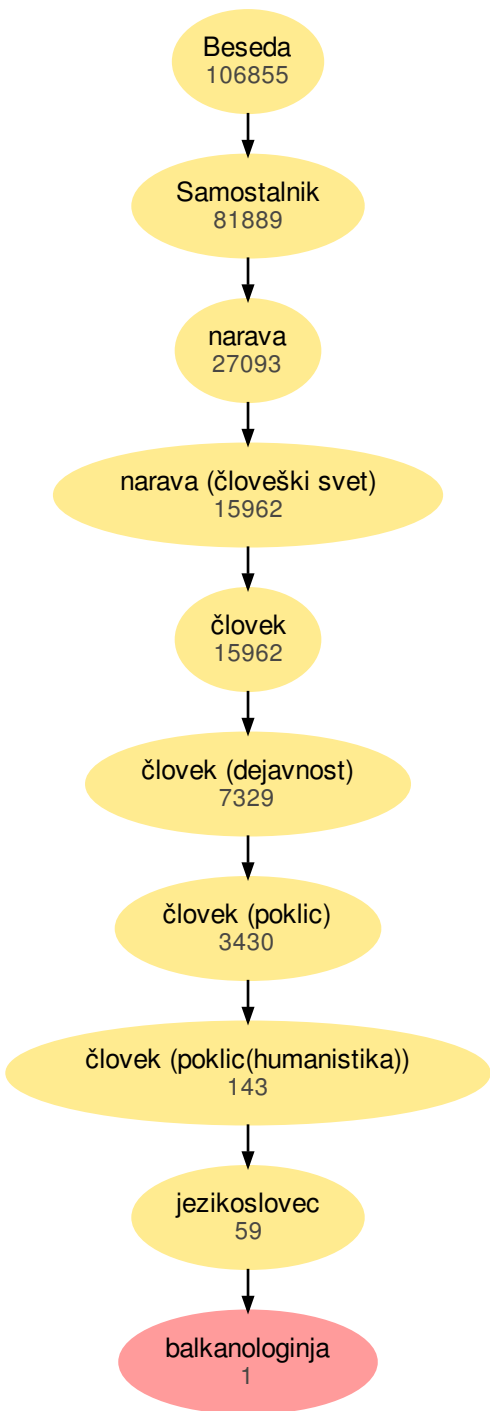 Beseda
106855
Samostalnik
81889
narava
27093
narava (človeški svet)
15962
človek
15962
človek (dejavnost)
7329
človek (poklic)
3430
človek (poklic(humanistika))
143
jezikoslovec
59
balkanologinja
1